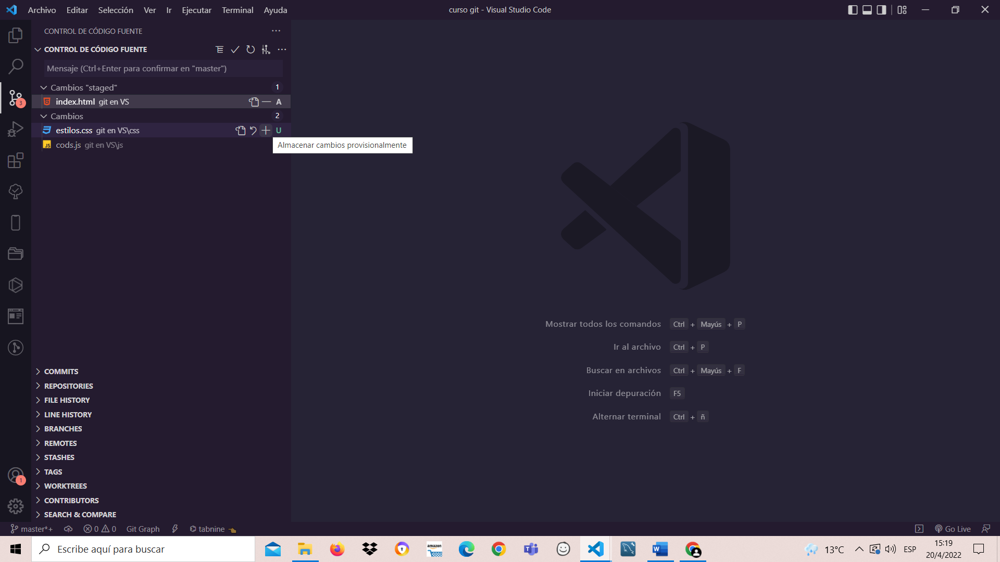 Archivo Editar Selección Ver Ir Ejecutar Terminal Ayuda
curso git - Visual Studio Code
CONTROL DE CÓDIGO FUENTE
CONTROL DE CÓDIGO FUENTE
Mensaje (Ctrl+Enter para confirmar en "master")
Cambios "staged" 1
index.html git en VS A
Cambios 2
estilos.css git en VS\css U
Almacenar cambios provisionalmente
JS cods.js git en VS\js
3
Mostrar todos los comandos Ctrl + Mayús + P
Ir al archivo Ctrl + P
Buscar en archivos Ctrl + Mayús + F
Iniciar depuración F5
Alternar terminal Ctrl + ñ
COMMITS
REPOSITORIES
FILE HISTORY
LINE HISTORY
BRANCHES
REMOTES
STASHES
TAGS
WORKTREES
CONTRIBUTORS
SEARCH & COMPARE
1
master*+ 0 0 Git Graph tabnine Go Live
Escribe aquí para buscar
amazon
13°C ESP
15:19
20/4/2022